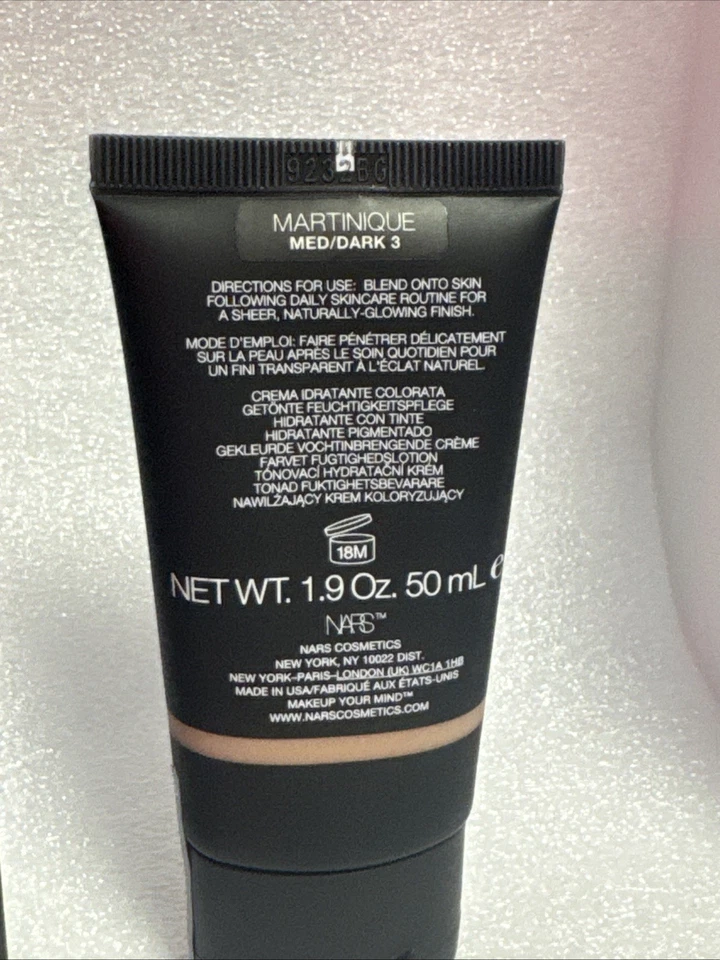 MARTINIQUE
MED/DARK 3
DIRECTIONS FOR USE: BLEND ONTO SKIN
FOLLOWING DAILY SKINCARE ROUTINE FOR
A SHEER, NATURALLY-GLOWING FINISH.
MODE D'EMPLOI: FAIRE PÉNÉTRER DÉLICATEMENT
SUR LA PEAU APRÈS LE SOIN QUOTIDIEN POUR
UN FINI TRANSPARENT À L'ÉCLAT NATUREL.
CREMA IDRATANTE COLORATA
GETÖNTE FEUCHTIGKEITSPFLEGE
HIDRATANTE CON TINTE
HIDRATANTE PIGMENTADO
GEKLEURDE VOCHTINBRENGENDE CRÈME
FARVET FUGTIGHEDSLOTION
TÓNOVACÍ HYDRATAČNÍ KRÉM
TONAD FUKTIGHETSBEVARARE
NAWILŻAJĄCY KREM KOLORYZUJĄCY
18M
NET WT. 1.9 Oz. 50 mL e
NARS™
NARS COSMETICS
NEW YORK, NY 10022 DIST.
NEW YORK–PARIS–LONDON (UK) WC1A 1HB
MADE IN USA/FABRIQUÉ AUX ÉTATS-UNIS
MAKEUP YOUR MIND™
WWW.NARSCOSMETICS.COM